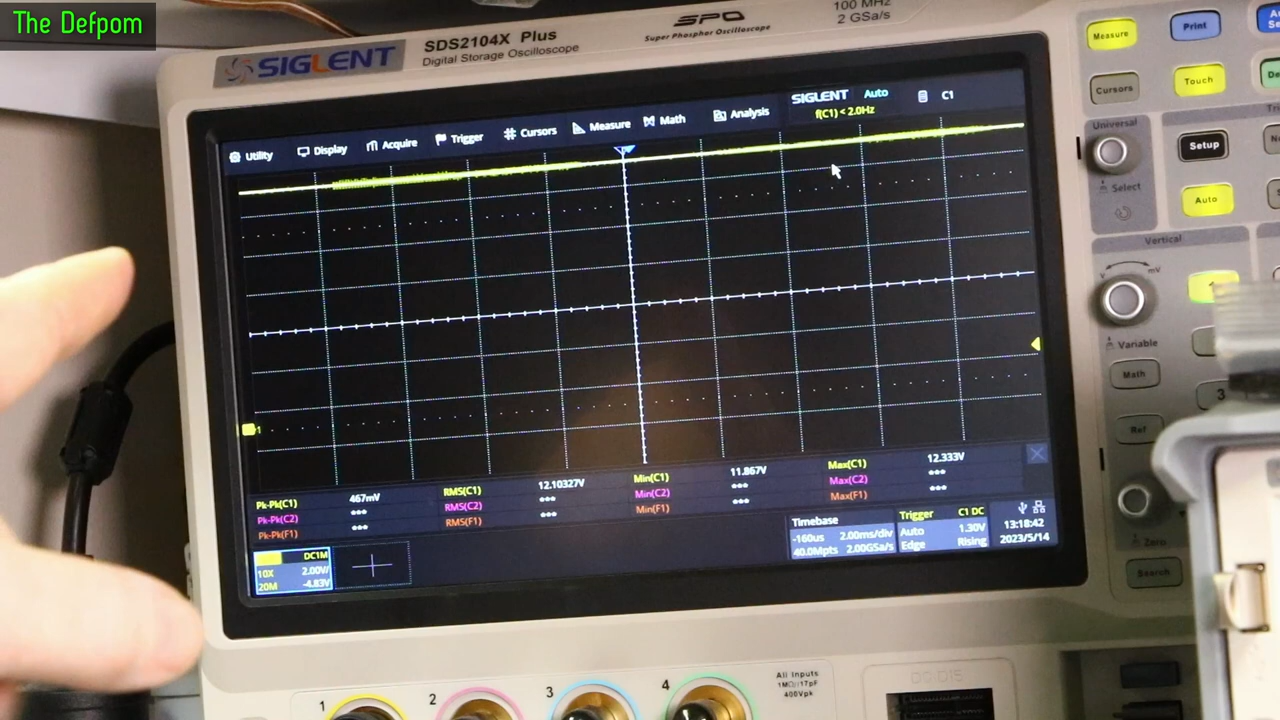 The Defpom
SIGLENT
SDS2104X Plus
Digital Storage Oscilloscope
SPO
Super Phosphor Oscilloscope
100 MHz
2 GSa/s
Utility
Display
Acquire
Trigger
Cursors
Measure
Math
Analysis
SIGLENT
Auto
f(C1) < 2.0Hz
C1
Pk-Pk(C1) 467mV RMS(C1) 12.10327V Min(C1) 11.867V Max(C1) 12.333V
Pk-Pk(C2) *** RMS(C2) *** Min(C2) *** Max(C2) ***
Pk-Pk(F1) *** RMS(F1) *** Min(F1) *** Max(F1) ***
DC1M
10X 2.00V/
20M -4.83V
Timebase
-160us 2.00ms/div
40.0Mpts 2.00GSa/s
Trigger C1 DC
Auto 1.30V
Edge Rising
13:18:42
2023/5/14
Measure
Print
Cursors
Touch
Universal
Select
Setup
Auto
Vertical
V mV
Variable
Math
Ref
3
Zero
Search
1
2
3
4
All Inputs
1MΩ//17pF
400Vpk
D0-D15